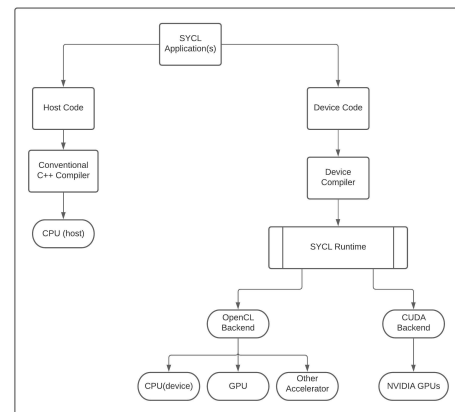 SYCL
Application(s)
Host Code
Device Code
Conventional
C++ Compiler
Device
Compiler
CPU (host)
SYCL Runtime
OpenCL
Backend
CUDA
Backend
CPU(device)
GPU
Other
Accelerator
NVIDIA GPUs